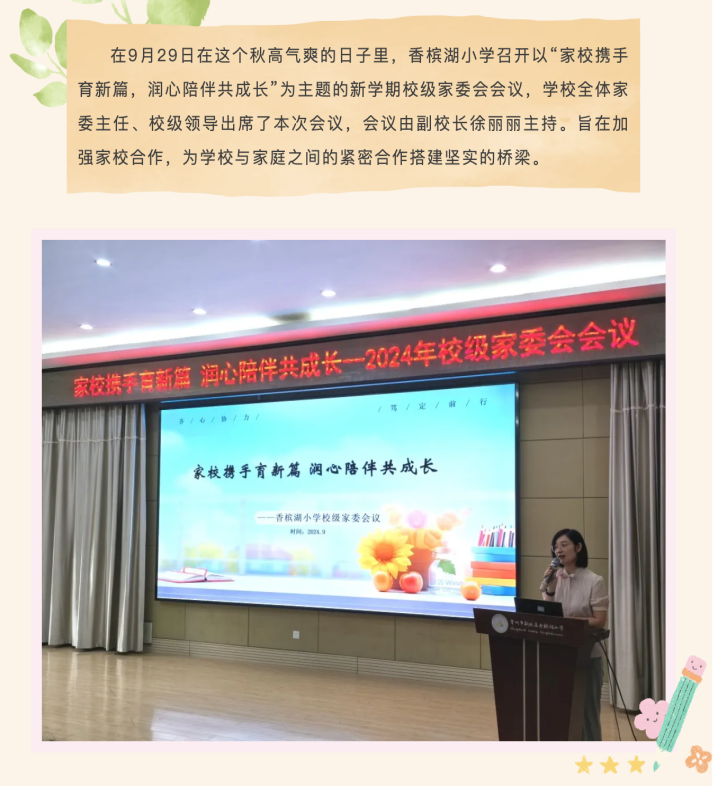 在9月29日在这个秋高气爽的日子里，香槟湖小学召开以“家校携手
育新篇，润心陪伴共成长”为主题的新学期校级家委会会议，学校全体家
委主任、校级领导出席了本次会议，会议由副校长徐丽丽主持。旨在加
强家校合作，为学校与家庭之间的紧密合作搭建坚实的桥梁。
家校携手育新篇 润心陪伴共成长—2024年校级家委会会议
齐/心/协/力/
/笃/定/前/行
家校携手育新篇 润心陪伴共成长
——香槟湖小学校级家委会议
时间：2024.9